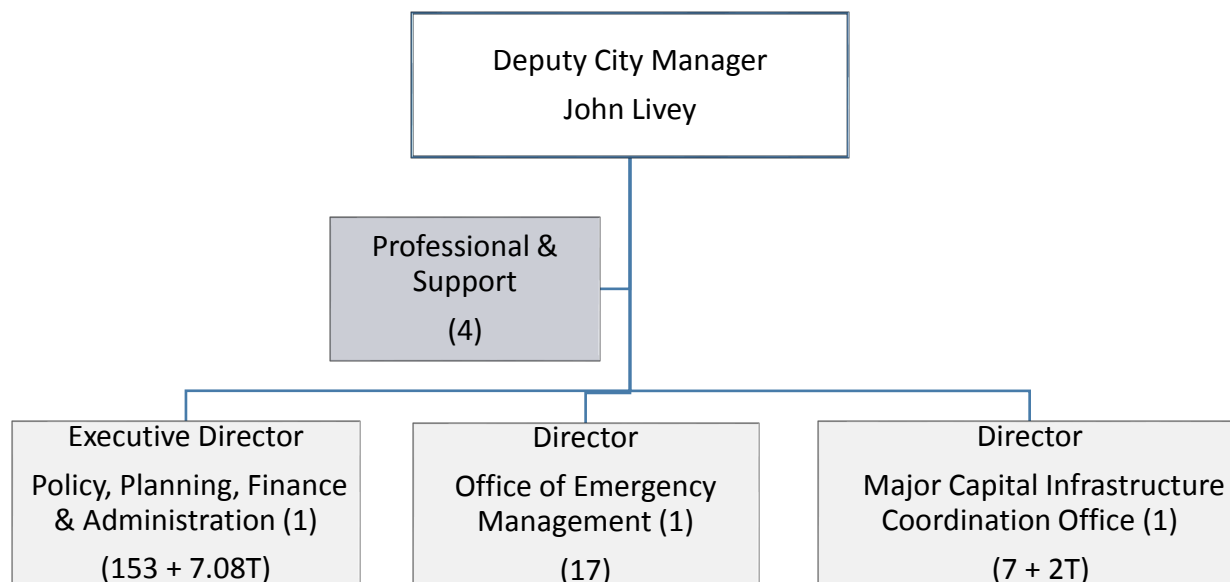 Deputy City Manager
John Livey
Professional &
Support
(4)
Executive Director
Policy, Planning, Finance
& Administration (1)
(153 + 7.08T)
Director
Office of Emergency
Management (1)
(17)
Director
Major Capital Infrastructure
Coordination Office (1)
(7 + 2T)